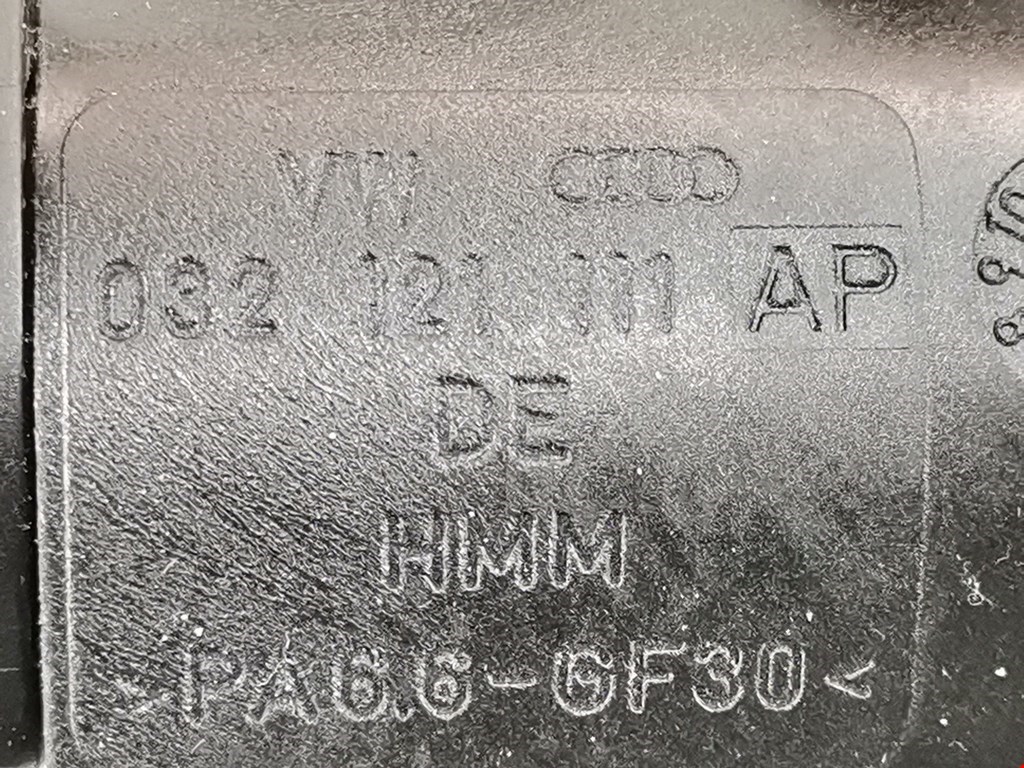 VW
032 121 111 AP
DE
HMM
>PA6.6-GF30<